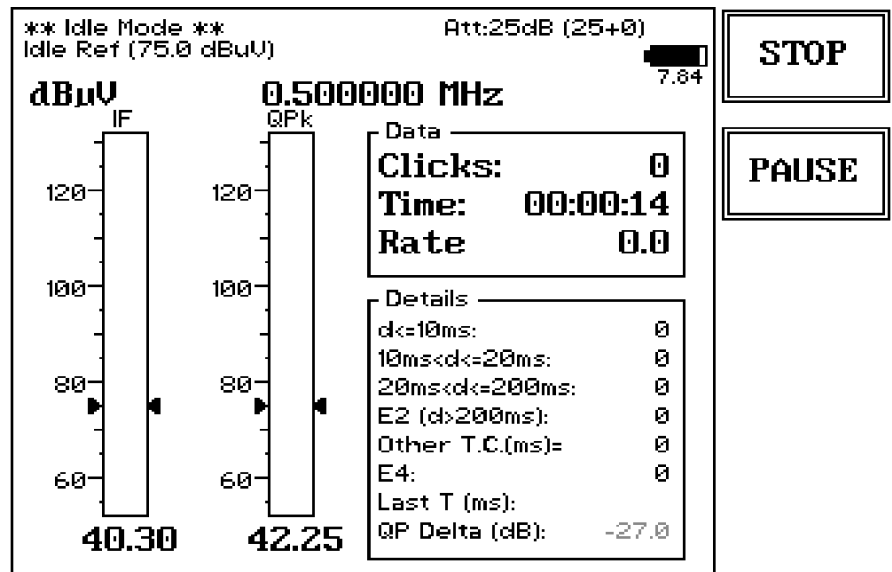 ** Idle Mode **
Att:25dB (25+0)
Idle Ref (75.0 dBuV)
7.84
STOP
PAUSE
dBµV
0.500000 MHz
IF
QPk
120
100
80
60
40.30
120
100
80
60
42.25
Data
Clicks: 0
Time: 00:00:14
Rate 0.0
Details
d<=10ms: 0
10ms<d<=20ms: 0
20ms<d<=200ms: 0
E2 (d>200ms): 0
Other T.C.(ms)= 0
E4: 0
Last T (ms):
QP Delta (dB): -27.0